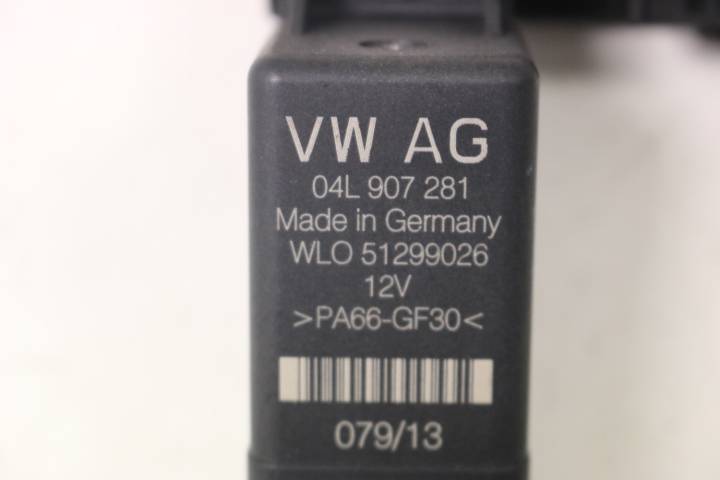 VW AG
04L 907 281
Made in Germany
WLO 51299026
12V
>PA66-GF30<
079/13